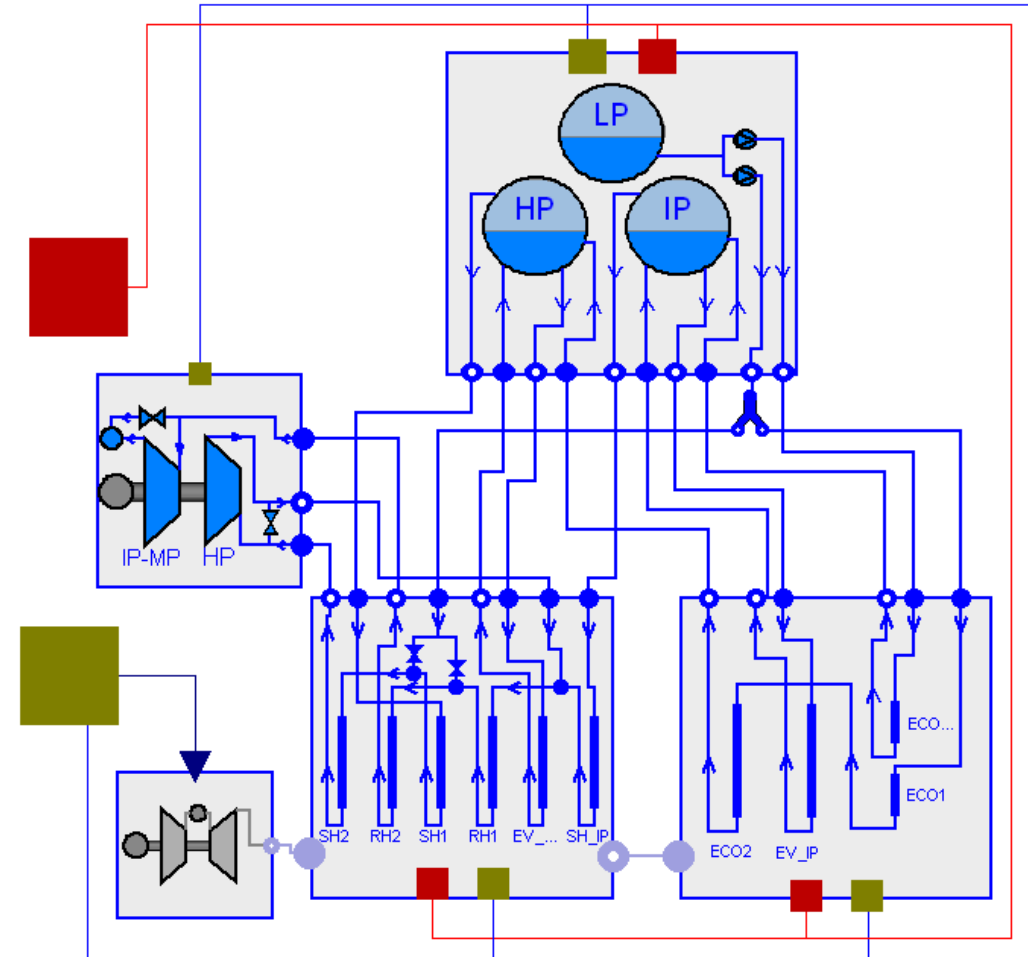 LP
HP
IP
IP-MP
HP
SH2
RH2
SH1
RH1
EV_...
SH_IP
ECO...
ECO1
ECO2
EV_IP